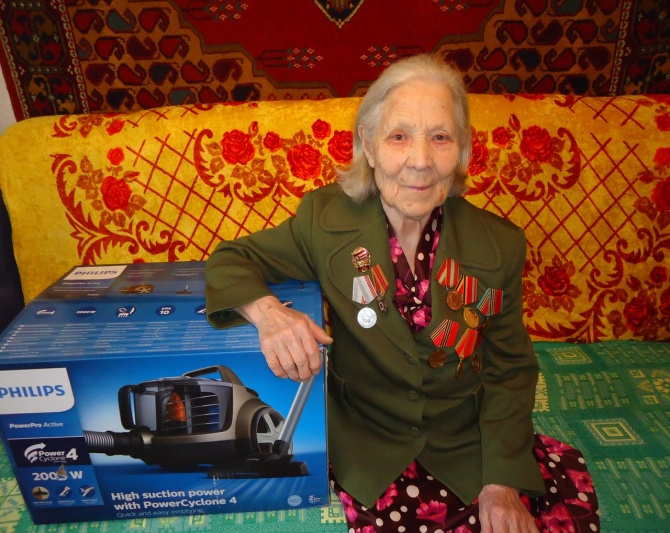 PHILIPS
PHILIPS
PowerPro Active
Power
Cyclone 4
2000 W
High suction power
with PowerCyclone 4
Quick and easy emptying